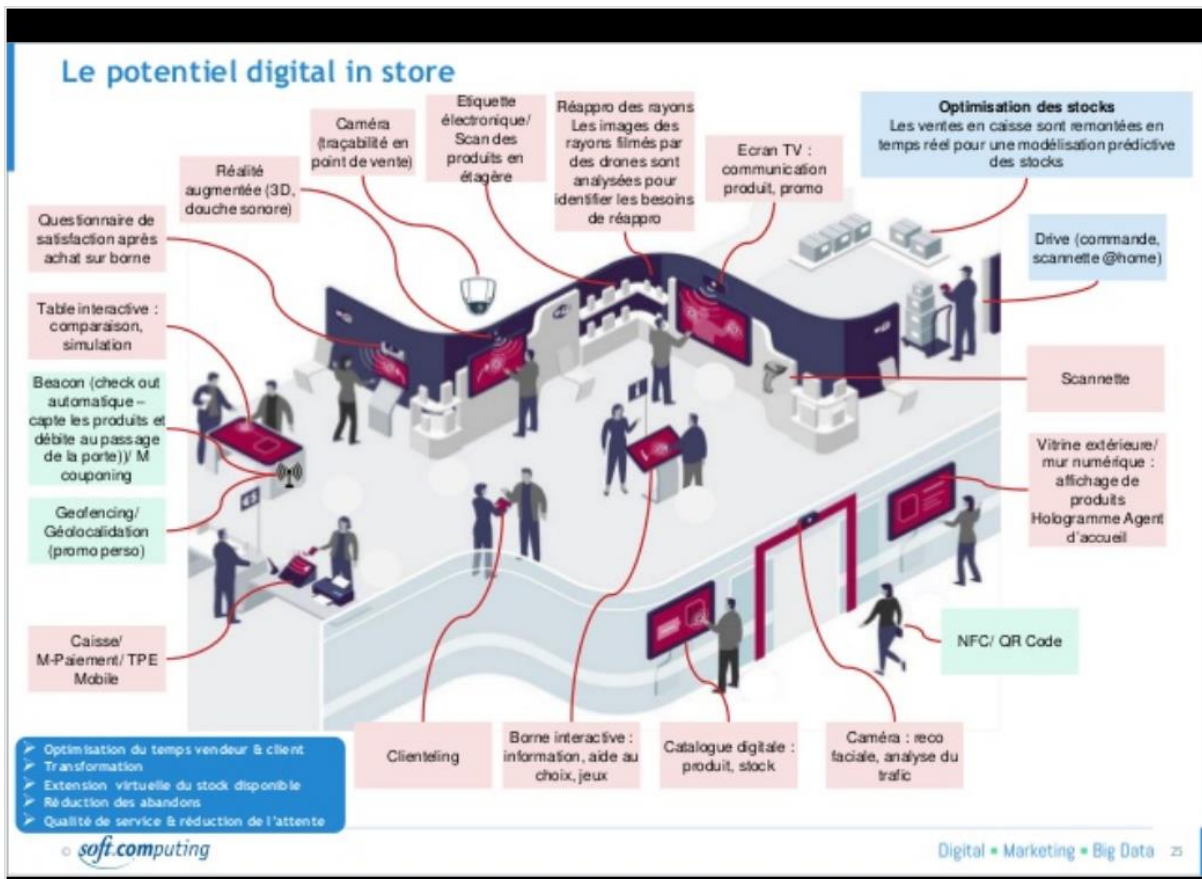 Le potentiel digital in store
Etiquette
électronique/
Scan des
produits en
étagère
Réappro des rayons
Les images des
rayons filmés par
des drones sont
analysées pour
identifier les besoins
de réappro
Optimisation des stocks
Les ventes en caisse sont remontées en
temps réel pour une modélisation prédictive
des stocks
Caméra
(traçabilité en
point de vente)
Ecran TV :
communication
produit, promo
Réalité
augmentée (3D,
douche sonore)
Questionnaire de
satisfaction après
achat sur borne
Drive (commande,
scannette @home)
Table interactive :
comparaison,
simulation
Beacon (check out
automatique –
capte les produits et
débite au passage
de la porte))/ M
couponing
Scannette
Vitrine extérieure/
mur numérique :
affichage de
produits
Hologramme Agent
d'accueil
Geofencing/
Géolocalidation
(promo perso)
NFC/ QR Code
Caisse/
M-Paiement/ TPE
Mobile
Clienteling
Borne interactive :
information, aide au
choix, jeux
Catalogue digitale :
produit, stock
Caméra : reco
faciale, analyse du
trafic
➢ Optimisation du temps vendeur & client
➢ Transformation
➢ Extension virtuelle du stock disponible
➢ Réduction des abandons
➢ Qualité de service & réduction de l'attente
© soft.computing
Digital • Marketing • Big Data 25